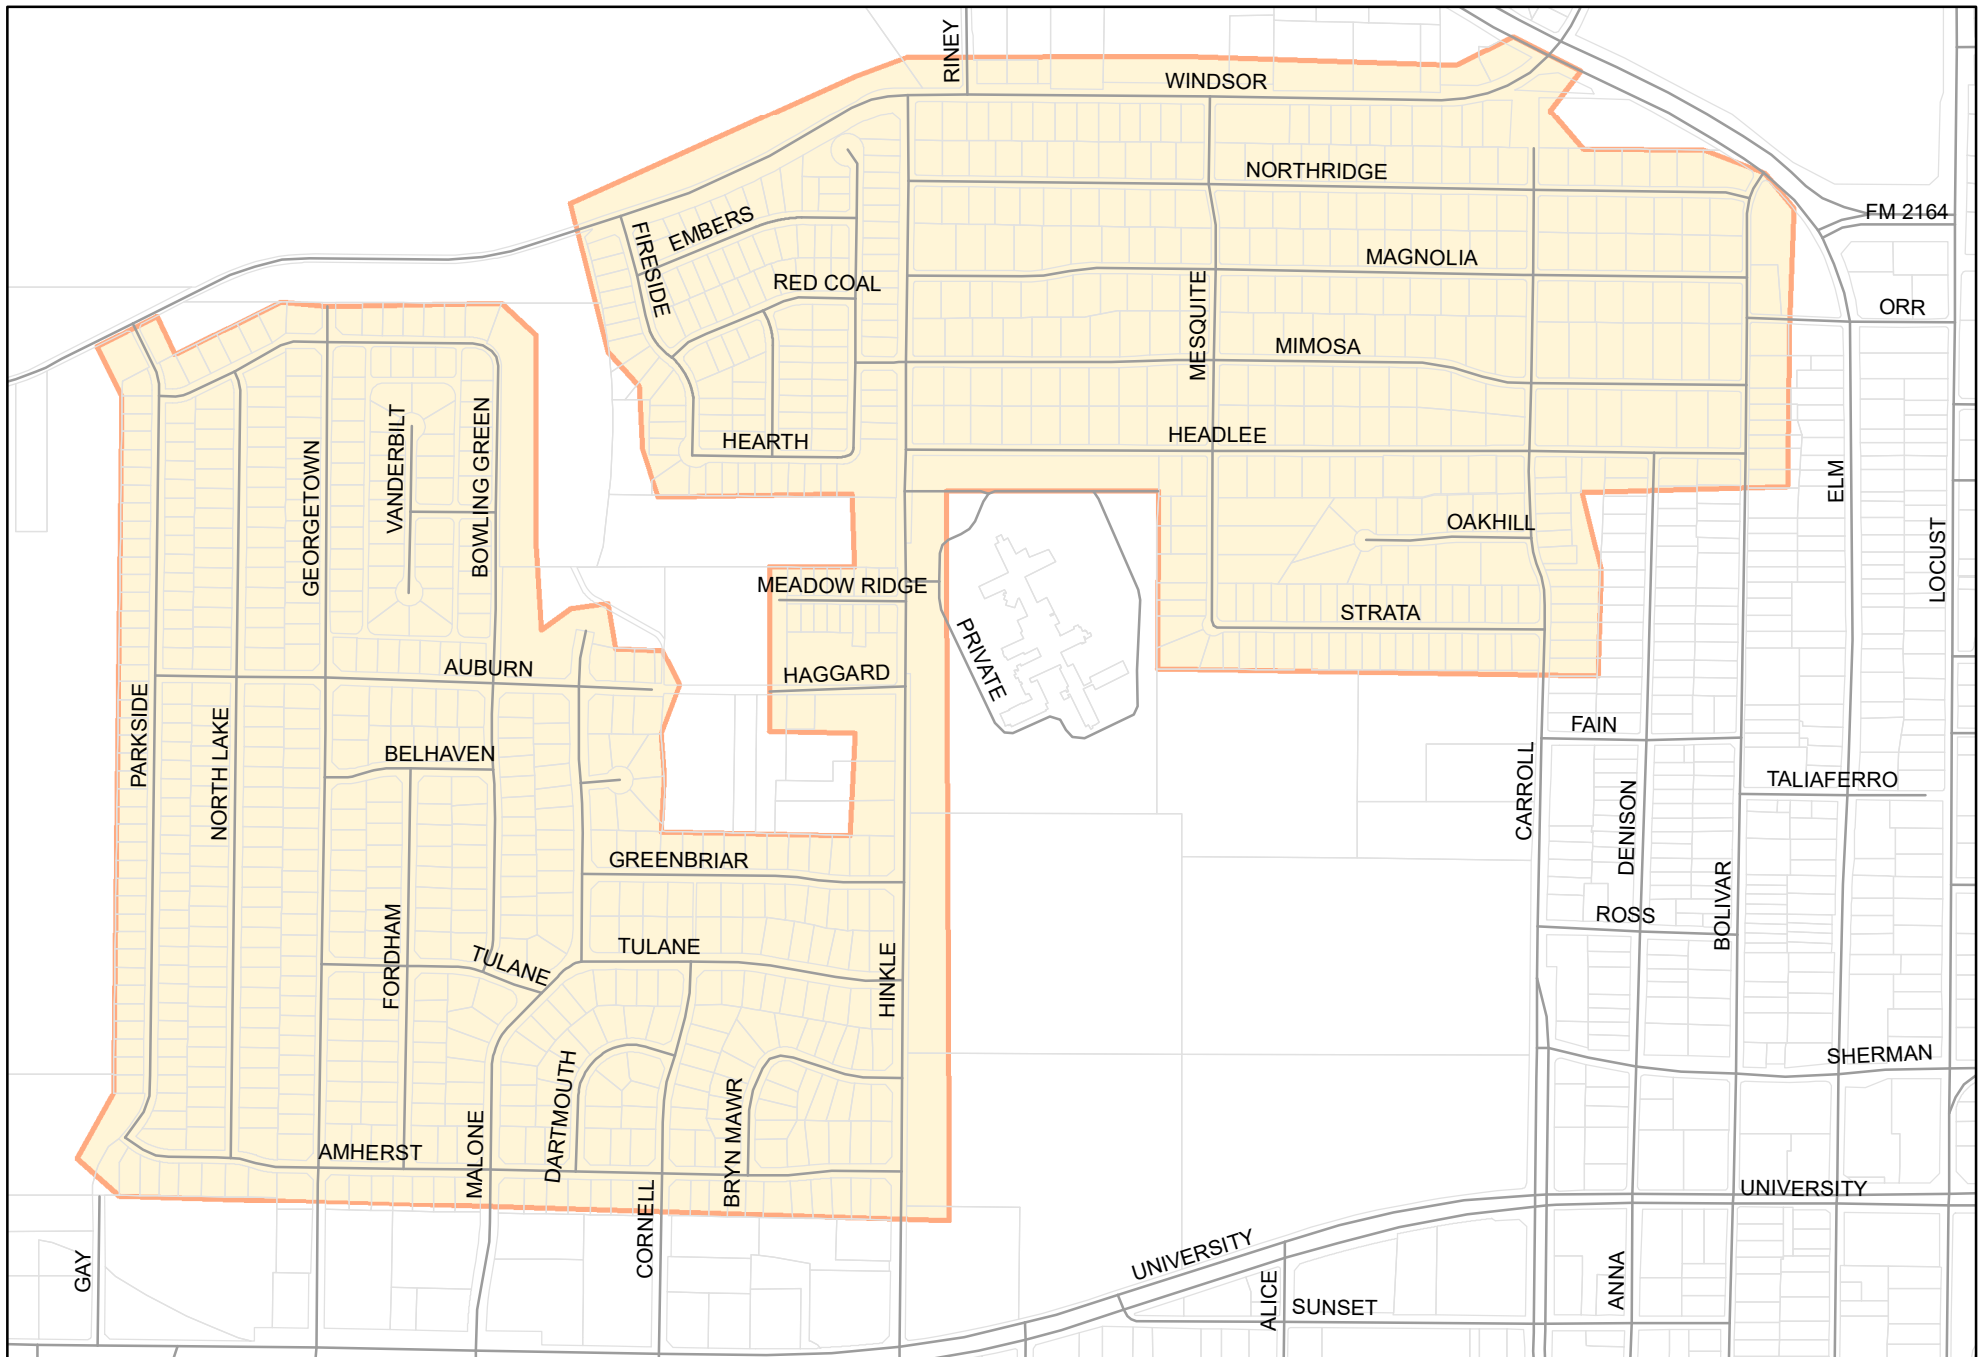 RINEY
WINDSOR
NORTHRIDGE
FM 2164
EMBERS
FIRESIDE
MAGNOLIA
RED COAL
MESQUITE
ORR
MIMOSA
VANDERBILT
BOWLING GREEN
GEORGETOWN
HEARTH
HEADLEE
ELM
OAKHILL
LOCUST
MEADOW RIDGE
STRATA
PRIVATE
AUBURN
HAGGARD
PARKSIDE
NORTH LAKE
FAIN
BELHAVEN
CARROLL
DENISON
TALIAFERRO
GREENBRIAR
BOLIVAR
ROSS
FORDHAM
TULANE
TULANE
HINKLE
SHERMAN
DARTMOUTH
BRYN MAWR
MALONE
AMHERST
UNIVERSITY
CORNELL
GAY
UNIVERSITY
ALICE
ANNA
SUNSET